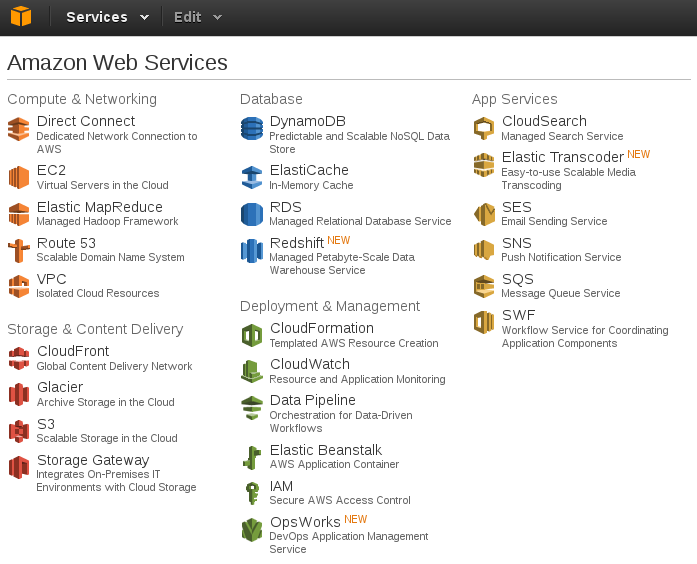 Services Edit
Amazon Web Services
Compute & Networking
Direct Connect
Dedicated Network Connection to
AWS
EC2
Virtual Servers in the Cloud
Elastic MapReduce
Managed Hadoop Framework
Route 53
Scalable Domain Name System
VPC
Isolated Cloud Resources
Storage & Content Delivery
CloudFront
Global Content Delivery Network
Glacier
Archive Storage in the Cloud
S3
Scalable Storage in the Cloud
Storage Gateway
Integrates On-Premises IT
Environments with Cloud Storage
Database
DynamoDB
Predictable and Scalable NoSQL Data
Store
ElastiCache
In-Memory Cache
RDS
Managed Relational Database Service
Redshift NEW
Managed Petabyte-Scale Data
Warehouse Service
Deployment & Management
CloudFormation
Templated AWS Resource Creation
CloudWatch
Resource and Application Monitoring
Data Pipeline
Orchestration for Data-Driven
Workflows
Elastic Beanstalk
AWS Application Container
IAM
Secure AWS Access Control
OpsWorks NEW
DevOps Application Management
Service
App Services
CloudSearch
Managed Search Service
Elastic Transcoder NEW
Easy-to-use Scalable Media
Transcoding
SES
Email Sending Service
SNS
Push Notification Service
SQS
Message Queue Service
SWF
Workflow Service for Coordinating
Application Components